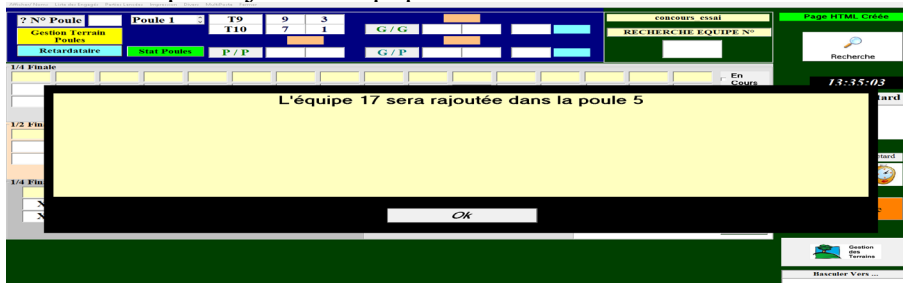 ? N° Poule Poule 1 T9 9 3 concours essai Page HTML Créée
Gestion Terrain Poules T10 7 1 G / G RECHERCHE EQUIPE N°
Retardataire Stat Poules P / P G / P Recherche
1/4 Finale
En Cours 13:35:03
L'équipe 17 sera rajoutée dans la poule 5
1/2 Fin
1/4 Fin
Ok
Gestion des Terrains
Basculer Vers ...